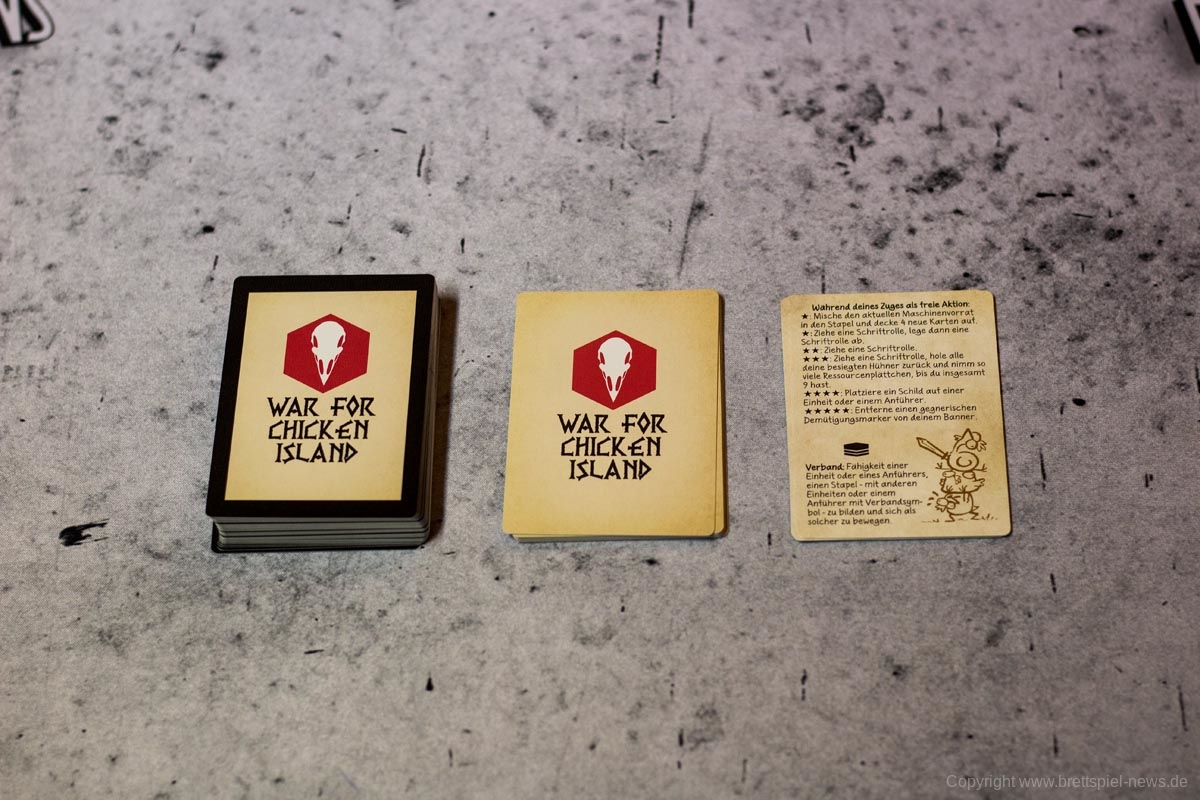 WAR FOR
CHICKEN
ISLAND
WAR FOR
CHICKEN
ISLAND
Während deines Zuges als freie Aktion:
★: Mische den aktuellen Maschinenvorrat
in den Stapel und decke 4 neue Karten auf.
★: Ziehe eine Schriftrolle, lege dann eine
Schriftrolle ab.
★★: Ziehe eine Schriftrolle.
★★★: Ziehe eine Schriftrolle, hole alle
deine besiegten Hühner zurück und nimm so
viele Ressourcenplättchen, bis du insgesamt
9 hast.
★★★★: Platziere ein Schild auf einer
Einheit oder einem Anführer.
★★★★★: Entferne einen gegnerischen
Demütigungsmarker von deinem Banner.
Verband: Fähigkeit einer
Einheit oder eines Anführers,
einen Stapel - mit anderen
Einheiten oder einem
Anführer mit Verbandsym-
bol - zu bilden und sich als
solcher zu bewegen.
Copyright www.brettspiel-news.de